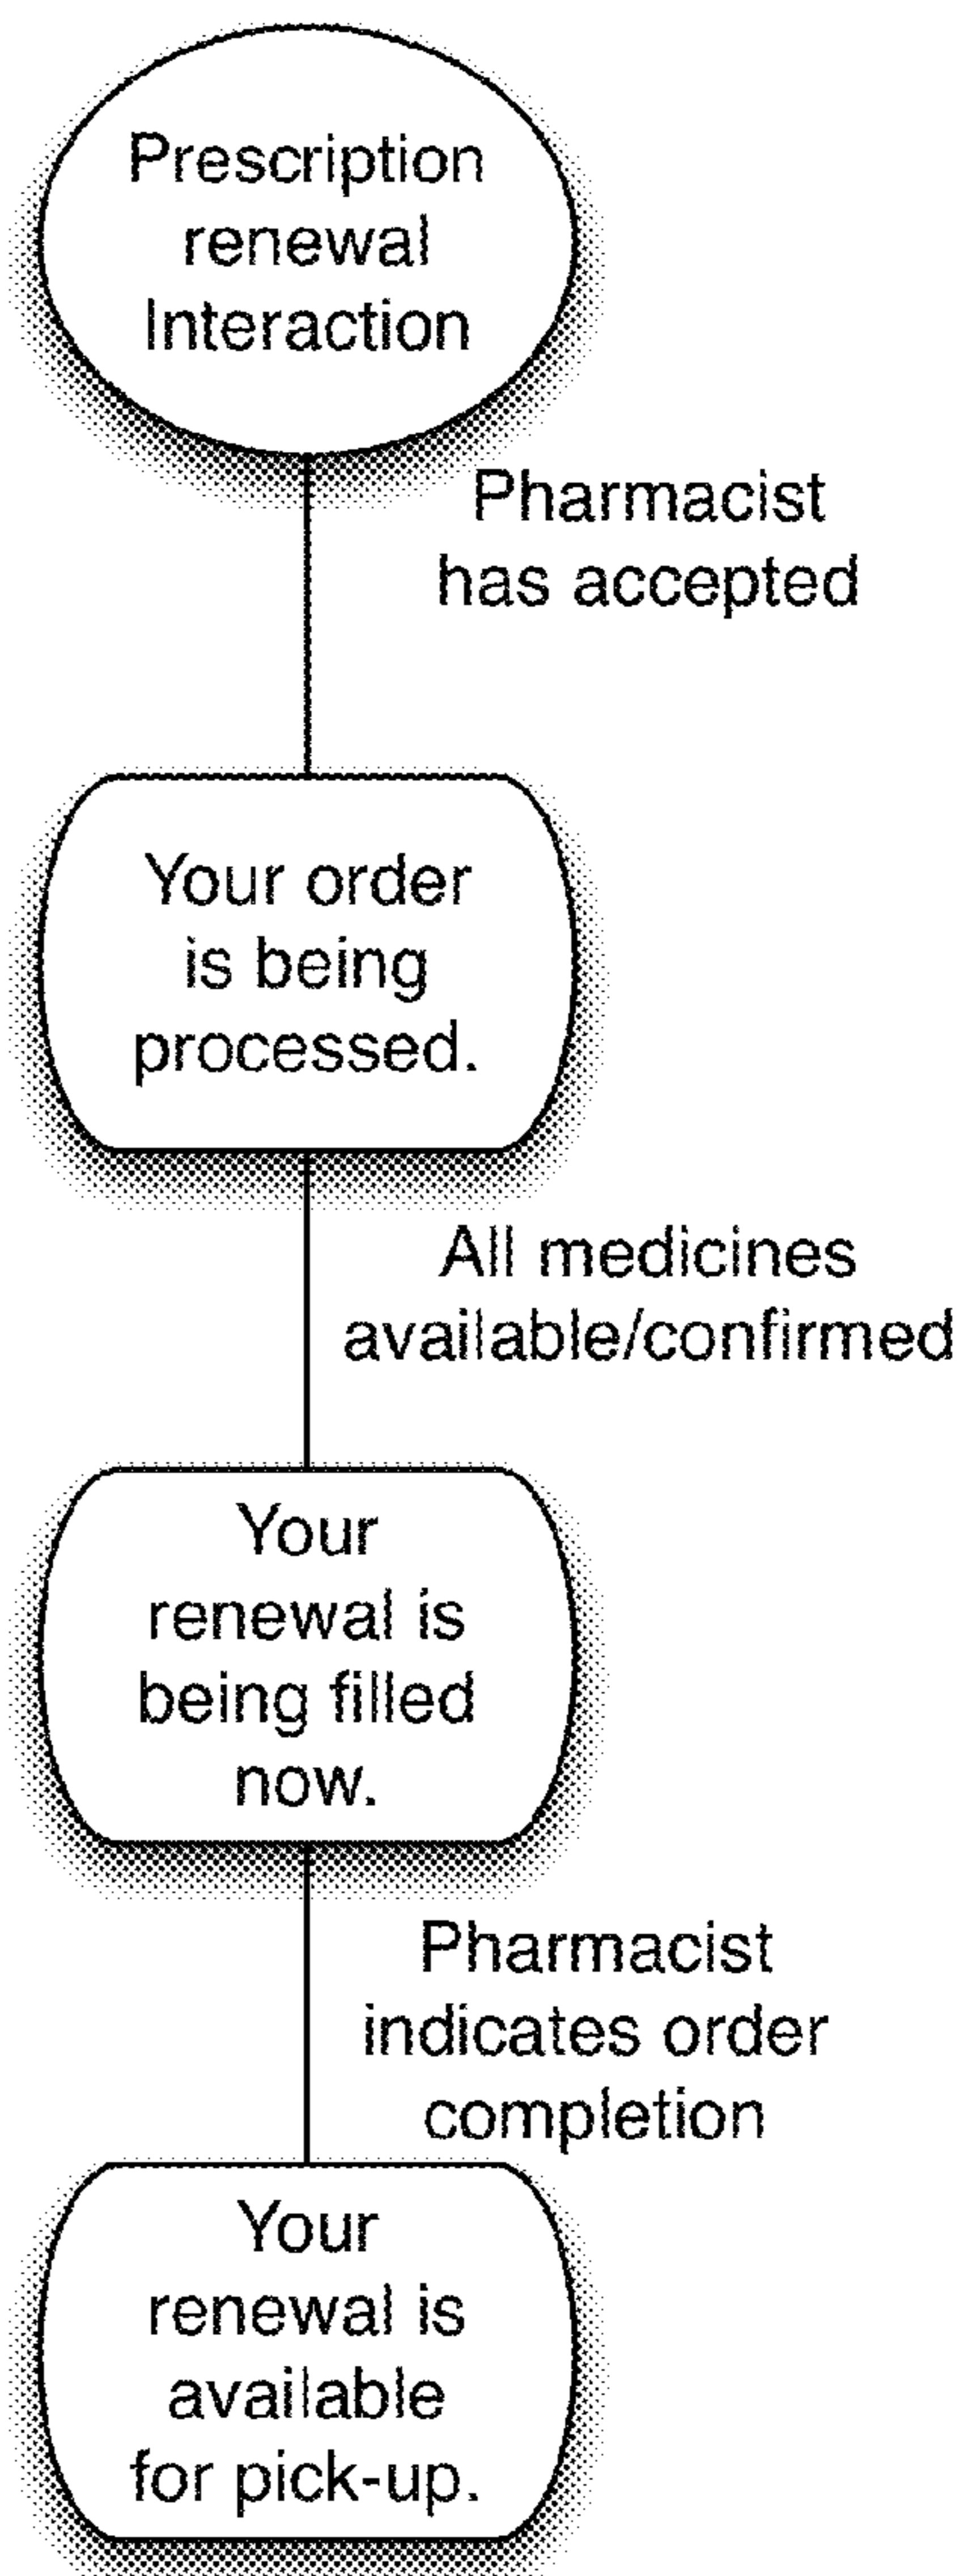 Prescription
renewal
Interaction
Pharmacist
has accepted
Your order
is being
processed.
All medicines
available/confirmed
Your
renewal is
being filled
now.
Pharmacist
indicates order
completion
Your
renewal is
available
for pick-up.